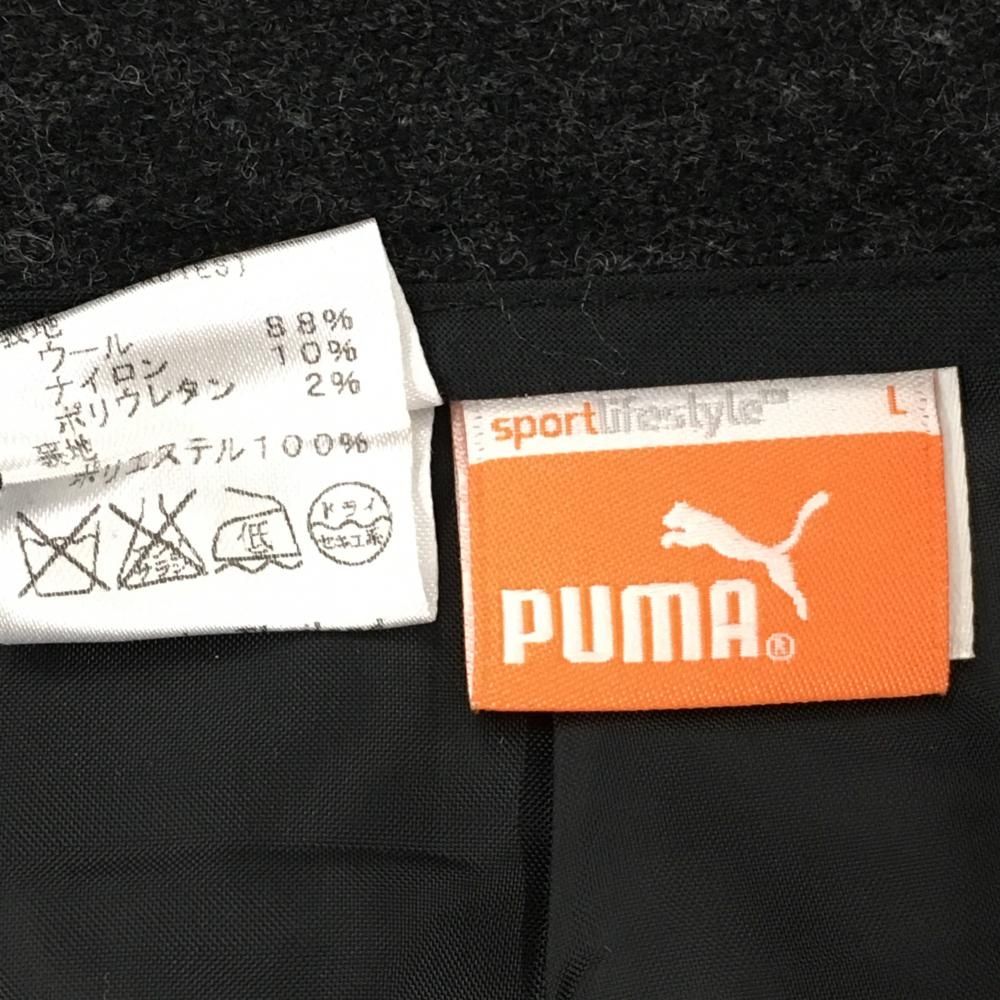 表地
ウール 88%
ナイロン 10%
ポリウレタン 2%
裏地
ポリエステル100%
低
ドライ
セキユ系
sportlifestyle™ L
PUMA®